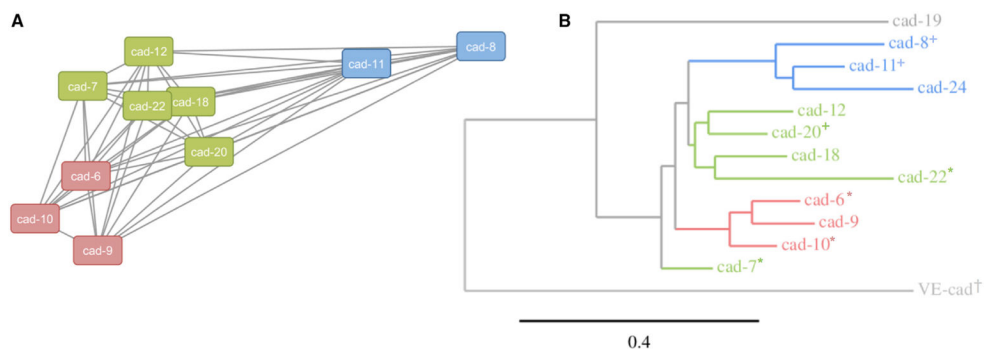 A
cad-12
cad-8
cad-11
cad-7
cad-22
cad-18
cad-20
cad-6
cad-10
cad-9
B
cad-19
cad-8+
cad-11+
cad-24
cad-12
cad-20+
cad-18
cad-22*
cad-6*
cad-9
cad-10*
cad-7*
VE-cad†
0.4